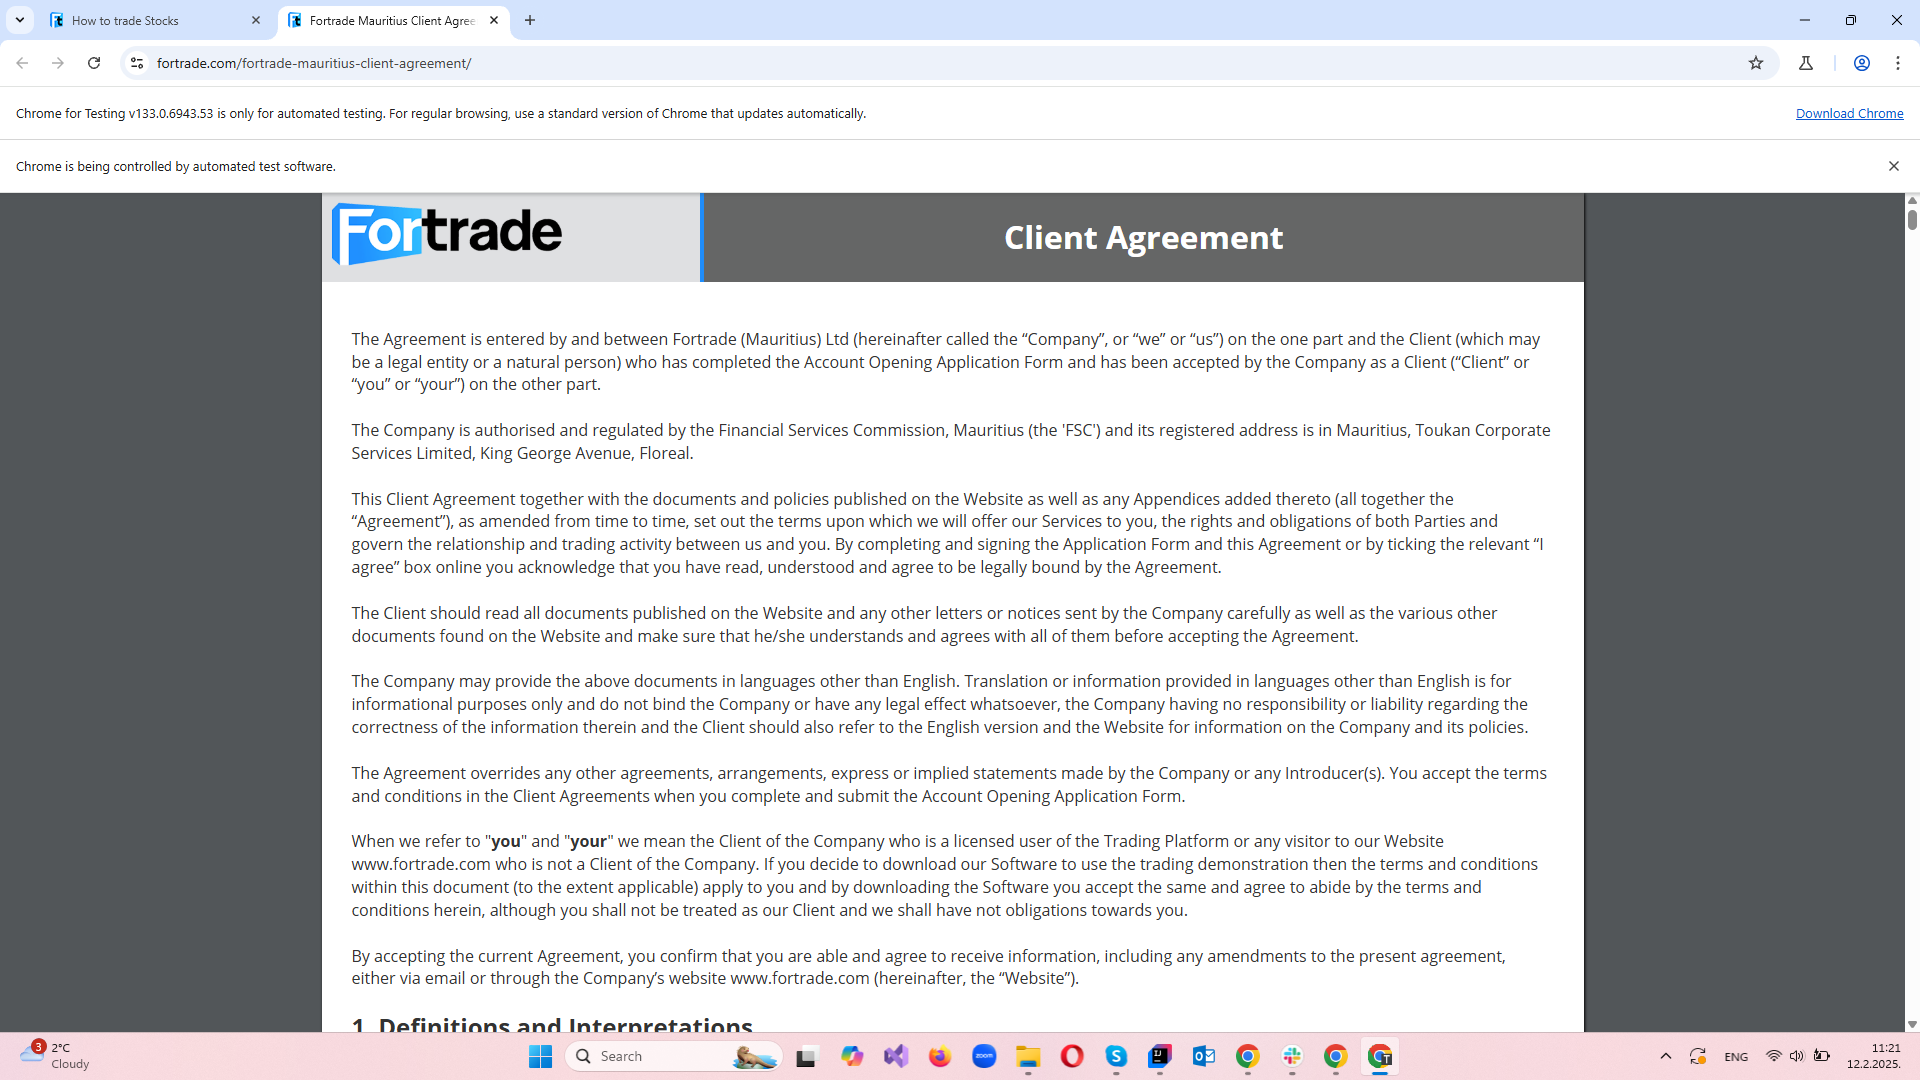 How to trade Stocks
Fortrade Mauritius Client Agree
fortrade.com/fortrade-mauritius-client-agreement/
Chrome for Testing v133.0.6943.53 is only for automated testing. For regular browsing, use a standard version of Chrome that updates automatically.
Download Chrome
Chrome is being controlled by automated test software.
Fortrade
Client Agreement
The Agreement is entered by and between Fortrade (Mauritius) Ltd (hereinafter called the “Company”, or “we” or “us”) on the one part and the Client (which may
be a legal entity or a natural person) who has completed the Account Opening Application Form and has been accepted by the Company as a Client (“Client” or
“you” or “your”) on the other part.
The Company is authorised and regulated by the Financial Services Commission, Mauritius (the 'FSC') and its registered address is in Mauritius, Toukan Corporate
Services Limited, King George Avenue, Floreal.
This Client Agreement together with the documents and policies published on the Website as well as any Appendices added thereto (all together the
“Agreement”), as amended from time to time, set out the terms upon which we will offer our Services to you, the rights and obligations of both Parties and
govern the relationship and trading activity between us and you. By completing and signing the Application Form and this Agreement or by ticking the relevant “I
agree” box online you acknowledge that you have read, understood and agree to be legally bound by the Agreement.
The Client should read all documents published on the Website and any other letters or notices sent by the Company carefully as well as the various other
documents found on the Website and make sure that he/she understands and agrees with all of them before accepting the Agreement.
The Company may provide the above documents in languages other than English. Translation or information provided in languages other than English is for
informational purposes only and do not bind the Company or have any legal effect whatsoever, the Company having no responsibility or liability regarding the
correctness of the information therein and the Client should also refer to the English version and the Website for information on the Company and its policies.
The Agreement overrides any other agreements, arrangements, express or implied statements made by the Company or any Introducer(s). You accept the terms
and conditions in the Client Agreements when you complete and submit the Account Opening Application Form.
When we refer to "you" and "your" we mean the Client of the Company who is a licensed user of the Trading Platform or any visitor to our Website
www.fortrade.com who is not a Client of the Company. If you decide to download our Software to use the trading demonstration then the terms and conditions
within this document (to the extent applicable) apply to you and by downloading the Software you accept the same and agree to abide by the terms and
conditions herein, although you shall not be treated as our Client and we shall have not obligations towards you.
By accepting the current Agreement, you confirm that you are able and agree to receive information, including any amendments to the present agreement,
either via email or through the Company’s website www.fortrade.com (hereinafter, the “Website”).
1. Definitions and Interpretations
3
2°C
Cloudy
Search
zoom
ENG
11:21
12.2.2025.